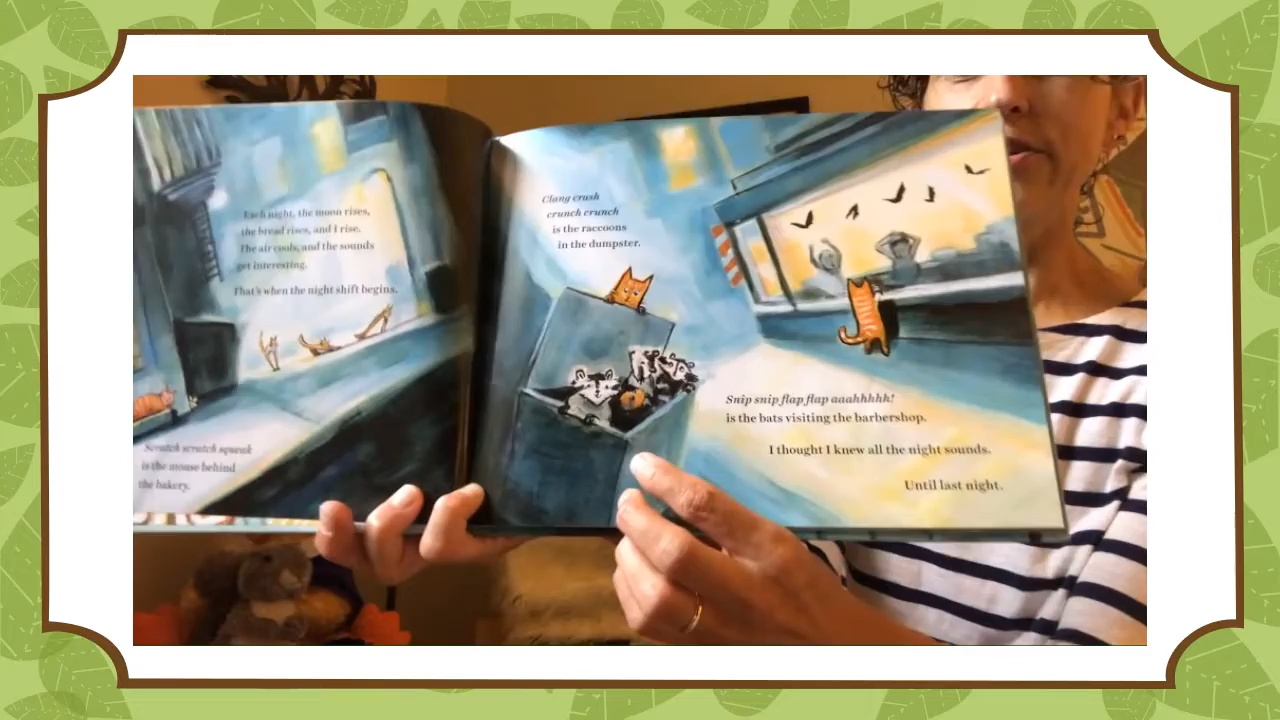 Each night, the moon rises,
the bread rises, and I rise.
The air cools, and the sounds
get interesting.
That's when the night shift begins.
Scratch scratch squeak
is the mouse behind
the bakery.
Clang crush
crunch crunch
is the raccoons
in the dumpster.
Snip snip flap flap aaahhhhh!
is the bats visiting the barbershop.
I thought I knew all the night sounds.
Until last night.